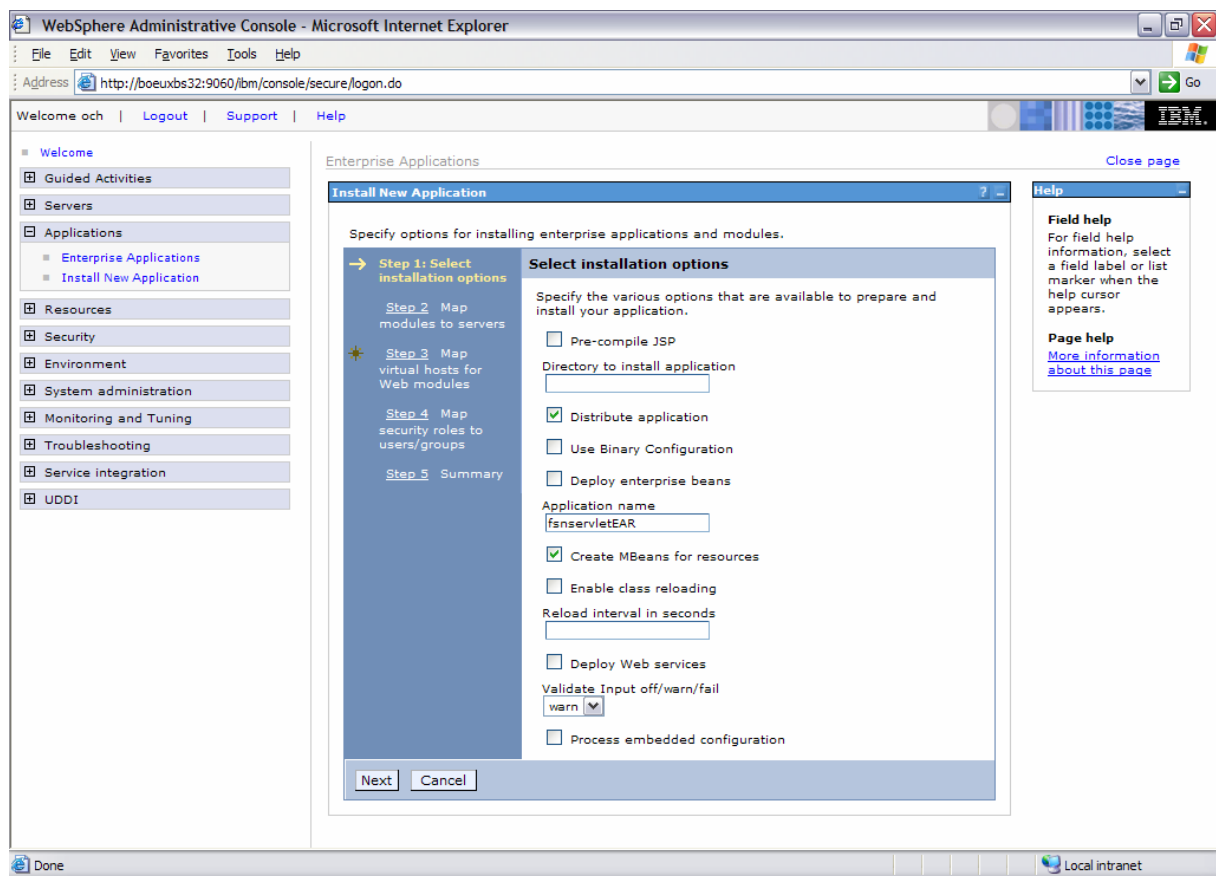 WebSphere Administrative Console - Microsoft Internet Explorer
File Edit View Favorites Tools Help
Address http://boeuxbs32:9060/ibm/console/secure/logon.do Go
Welcome och | Logout | Support | Help
IBM.
Welcome
Guided Activities
Servers
Applications
Enterprise Applications
Install New Application
Resources
Security
Environment
System administration
Monitoring and Tuning
Troubleshooting
Service integration
UDDI
Enterprise Applications
Close page
Install New Application ? _
Specify options for installing enterprise applications and modules.
Step 1: Select
installation options
Step 2 Map
modules to servers
Step 3 Map
virtual hosts for
Web modules
Step 4 Map
security roles to
users/groups
Step 5 Summary
Select installation options
Specify the various options that are available to prepare and
install your application.
Pre-compile JSP
Directory to install application
Distribute application
Use Binary Configuration
Deploy enterprise beans
Application name
fsnservletEAR
Create MBeans for resources
Enable class reloading
Reload interval in seconds
Deploy Web services
Validate Input off/warn/fail
warn
Process embedded configuration
Next Cancel
Help
Field help
For field help
information, select
a field label or list
marker when the
help cursor
appears.
Page help
More information
about this page
Done
Local intranet